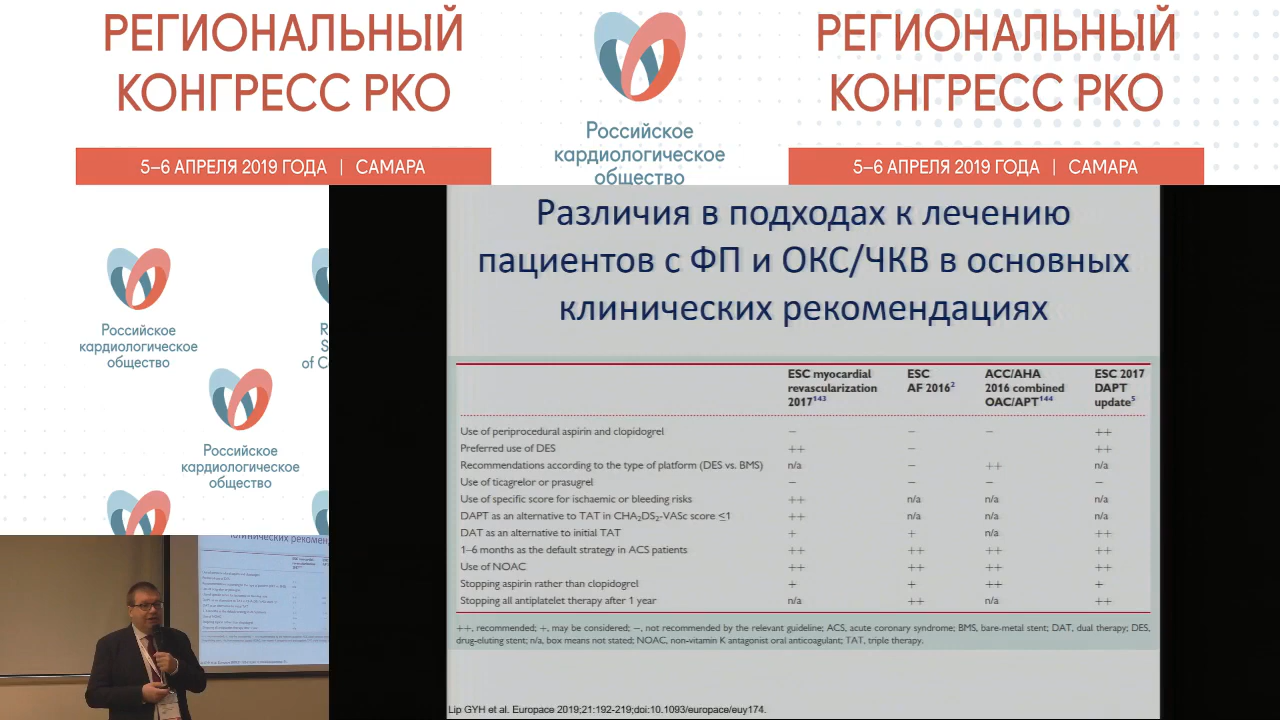 РЕГИОНАЛЬНЫЙ
КОНГРЕСС РКО
5–6 АПРЕЛЯ 2019 ГОДА | САМАРА
Российское
кардиологическое
общество
РЕГИОНАЛЬНЫЙ
КОНГРЕСС РКО
5–6 АПРЕЛЯ 2019 ГОДА | САМАРА
Российское
кардиологическое
общество
R
S
of C
Российское
кардиологическое
общество
Различия в подходах к лечению
пациентов с ФП и ОКС/ЧКВ в основных
клинических рекомендациях
ESC myocardial revascularization 2017143 ESC AF 20162 ACC/AHA 2016 combined OAC/APT144 ESC 2017 DAPT update5
Use of periprocedural aspirin and clopidogrel – – – ++
Preferred use of DES ++ – ++
Recommendations according to the type of platform (DES vs. BMS) n/a – ++ n/a
Use of ticagrelor or prasugrel – – – –
Use of specific score for ischaemic or bleeding risks ++ n/a n/a n/a
DAPT as an alternative to TAT in CHA2DS2-VASc score ≤1 ++ n/a n/a n/a
DAT as an alternative to initial TAT + + n/a ++
1–6 months as the default strategy in ACS patients ++ ++ ++ ++
Use of NOAC ++ ++ ++ ++
Stopping aspirin rather than clopidogrel + + ++ +
Stopping all antiplatelet therapy after 1 year n/a ++ n/a ++
++, recommended; +, may be considered; –, not recommended by the relevant guideline; ACS, acute coronary syndrome; BMS, bare-metal stent; DAT, dual therapy; DES,
drug-eluting stent; n/a, box means not stated; NOAC, non-vitamin K antagonist oral anticoagulant; TAT, triple therapy.
Lip GYH et al. Europace 2019;21:192-219;doi:10.1093/europace/euy174.